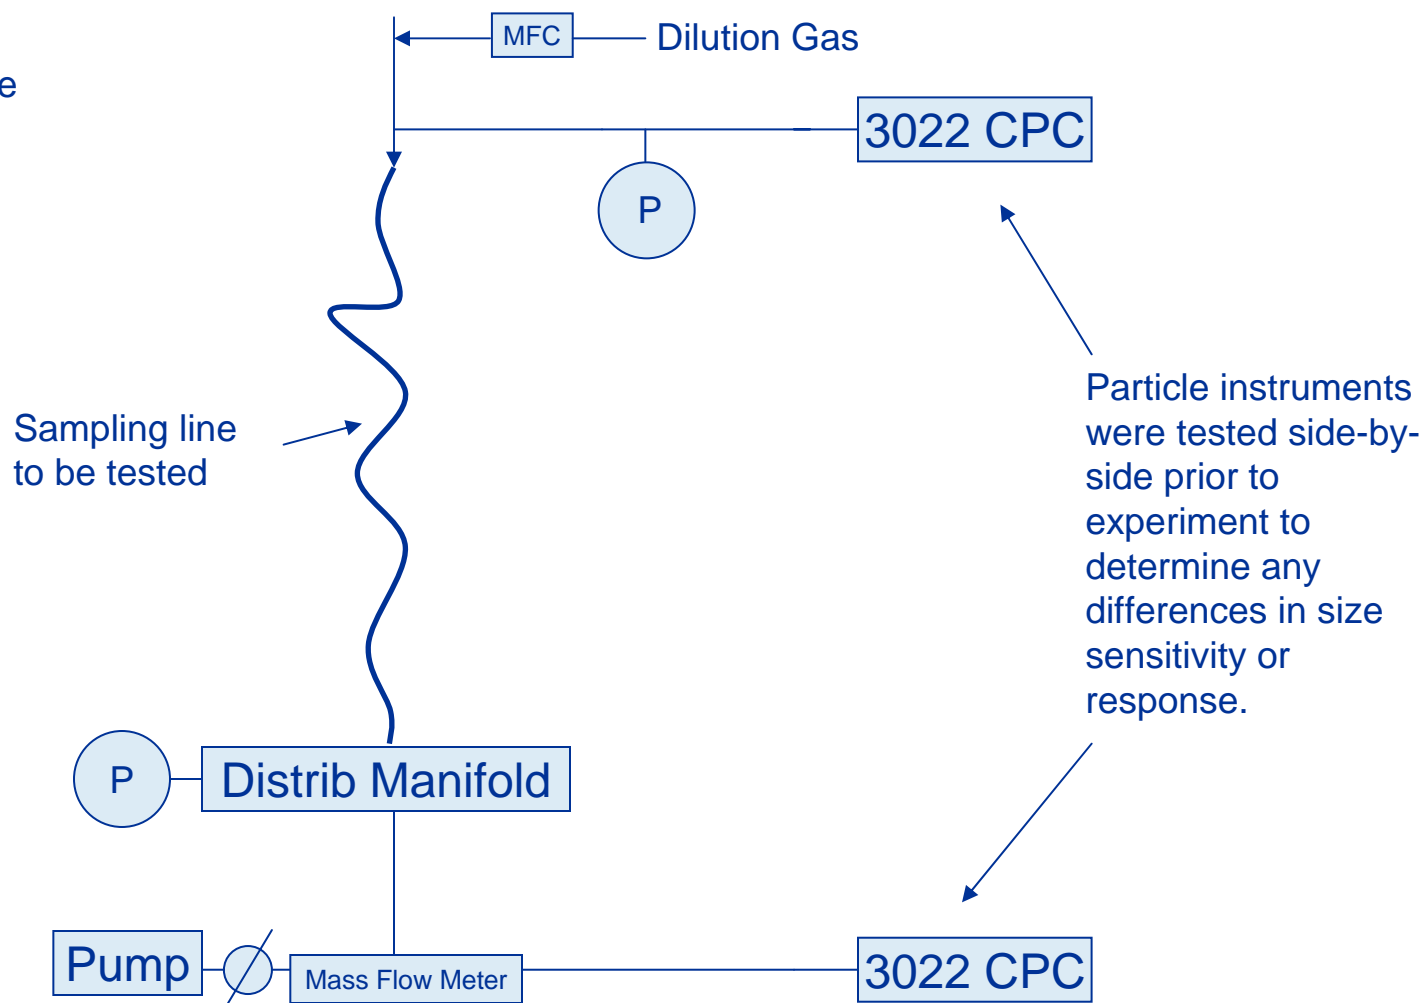 MFC
Dilution Gas
e
3022 CPC
P
Sampling line
to be tested
Particle instruments
were tested side-by-
side prior to
experiment to
determine any
differences in size
sensitivity or
response.
P
Distrib Manifold
Pump
Mass Flow Meter
3022 CPC